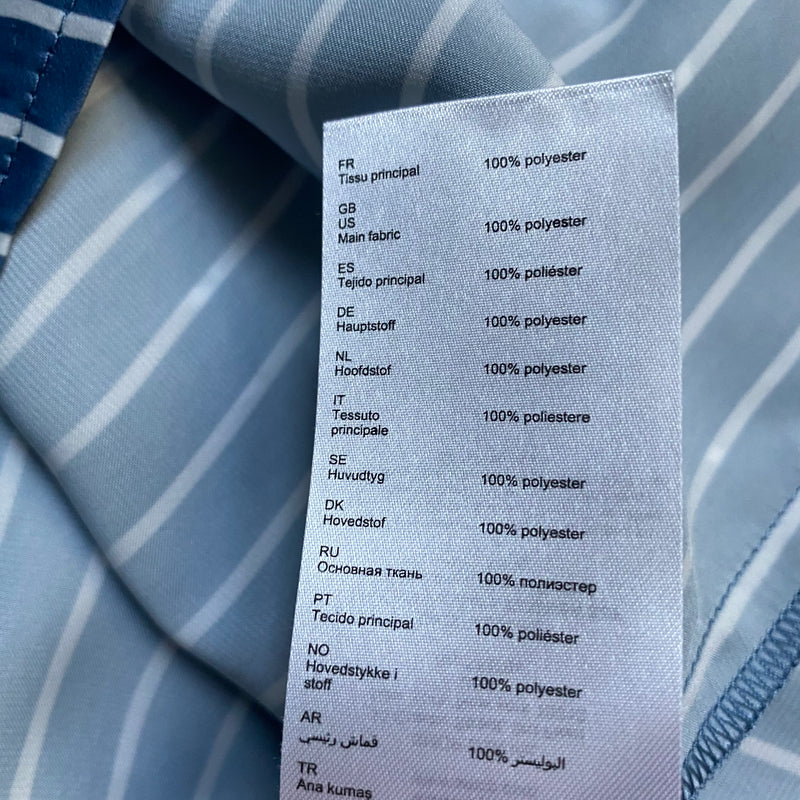 FR
Tissu principal 100% polyester
GB
US
Main fabric 100% polyester
ES
Tejido principal 100% poliéster
DE
Hauptstoff 100% polyester
NL
Hoofdstof 100% polyester
IT
Tessuto 100% poliestere
principale
SE
Huvudtyg 100% polyester
DK
Hovedstof 100% polyester
RU
Основная ткань 100% полиэстер
PT
Tecido principal 100% poliéster
NO
Hovedstykke i 100% polyester
stoff
AR
قماش رئيسي 100% البوليستر
TR
Ana kumaş